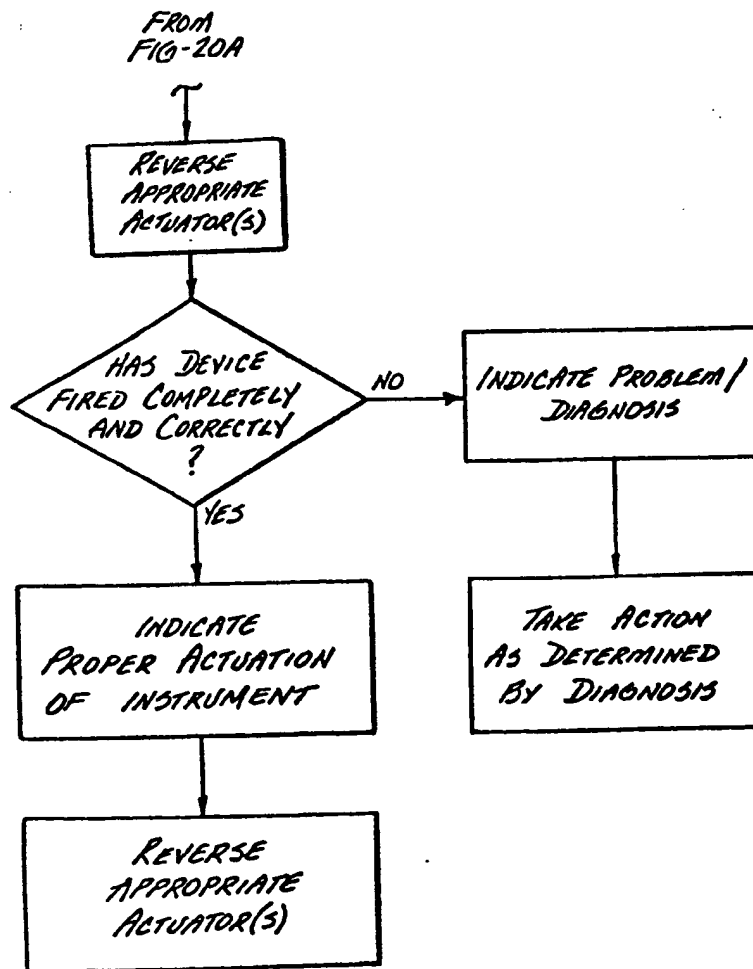 FROM
FIG-20A
REVERSE
APPROPRIATE
ACTUATOR(S)
HAS DEVICE
FIRED COMPLETELY
AND CORRECTLY
?
NO
INDICATE PROBLEM/
DIAGNOSIS
YES
INDICATE
PROPER ACTUATION
OF INSTRUMENT
TAKE ACTION
AS DETERMINED
BY DIAGNOSIS
REVERSE
APPROPRIATE
ACTUATOR(S)